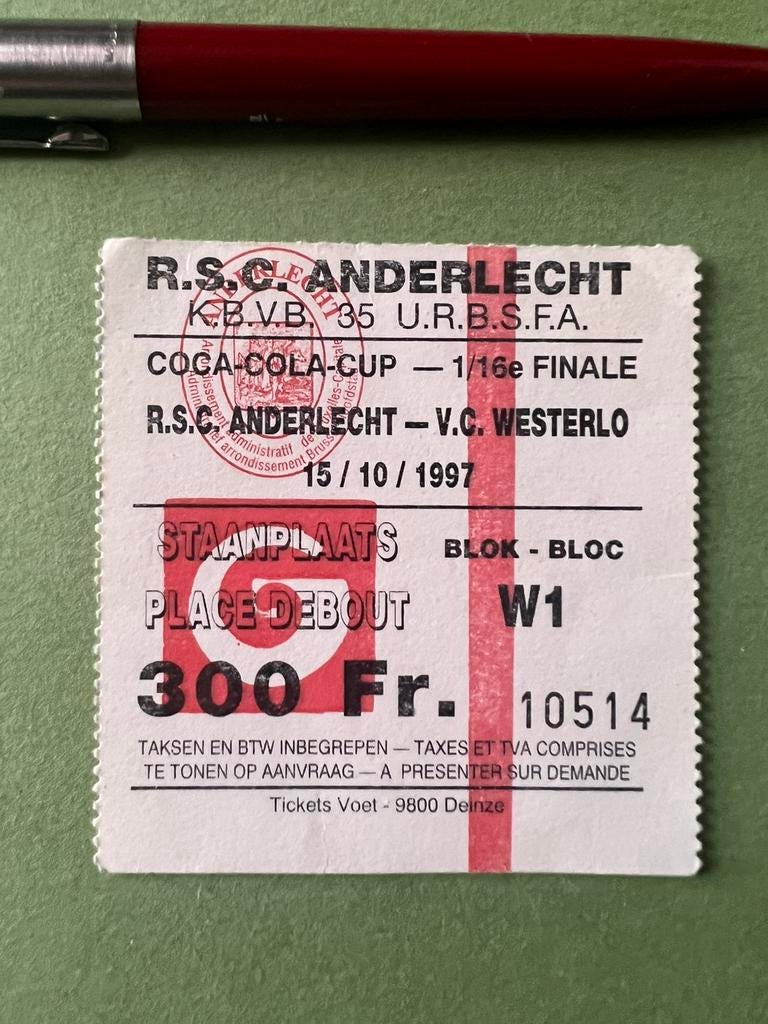 R.S.C. ANDERLECHT
K.B.V.B. 35 U.R.B.S.F.A.
ANDERLECHT
COCA-COLA-CUP — 1/16e FINALE
R.S.C. ANDERLECHT — V.C. WESTERLO
15 / 10 / 1997
STAANPLAATS
BLOK - BLOC
PLACE DEBOUT
W1
G
300 Fr.
10514
TAKSEN EN BTW INBEGREPEN — TAXES ET TVA COMPRISES
TE TONEN OP AANVRAAG — A PRESENTER SUR DEMANDE
Tickets Voet - 9800 Deinze